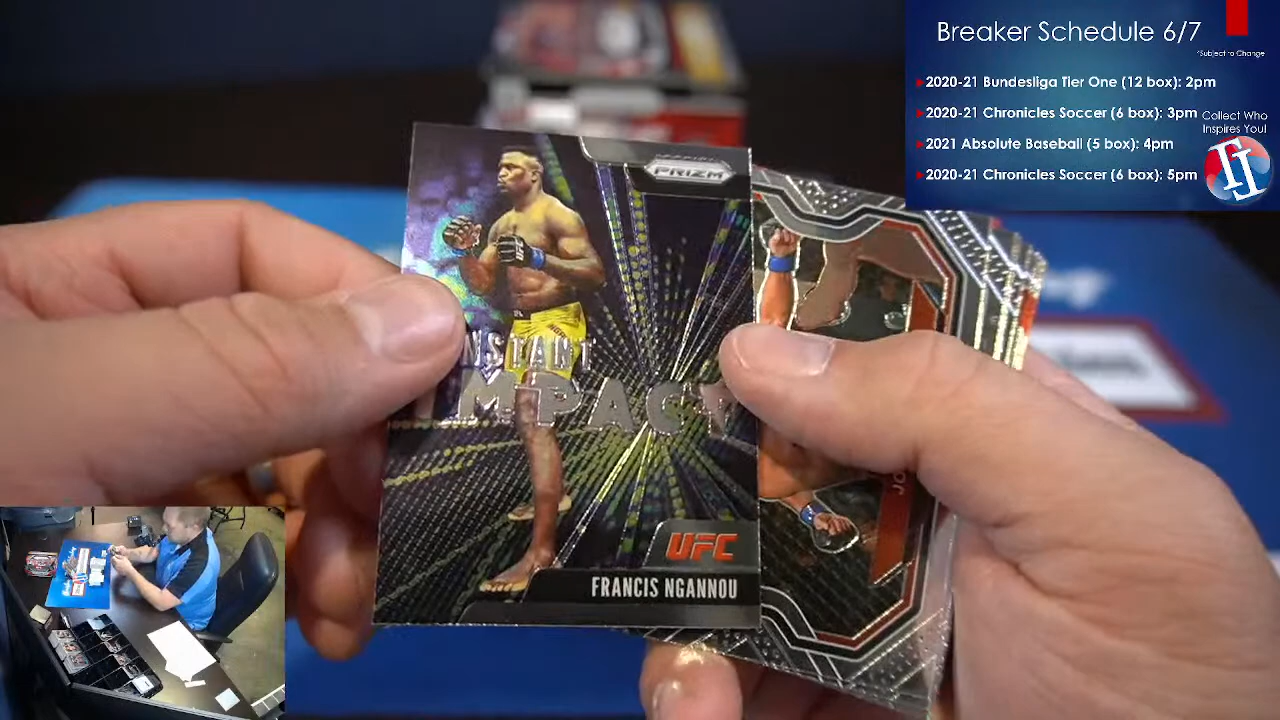 Breaker Schedule 6/7
*Subject to Change
2020-21 Bundesliga Tier One (12 box): 2pm
2020-21 Chronicles Soccer (6 box): 3pm
2021 Absolute Baseball (5 box): 4pm
2020-21 Chronicles Soccer (6 box): 5pm
Collect Who
Inspires You!
PRIZM
INSTANT
IMPACT
UFC
FRANCIS NGANNOU
JO